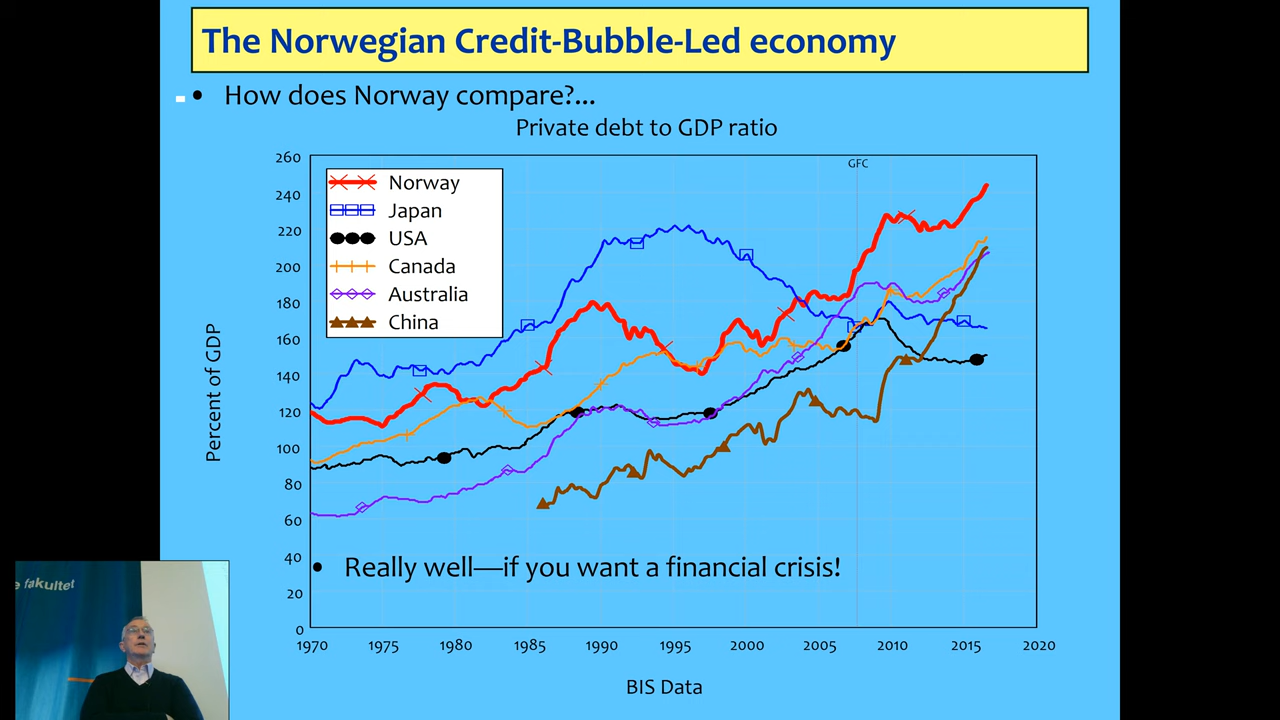 The Norwegian Credit-Bubble-Led economy
• How does Norway compare?...
Private debt to GDP ratio
GFC
Norway
Japan
USA
Canada
Australia
China
Percent of GDP
260
240
220
200
180
160
140
120
100
80
60
40
20
0
• Really well—if you want a financial crisis!
1970 1975 1980 1985 1990 1995 2000 2005 2010 2015 2020
BIS Data
e fakultet